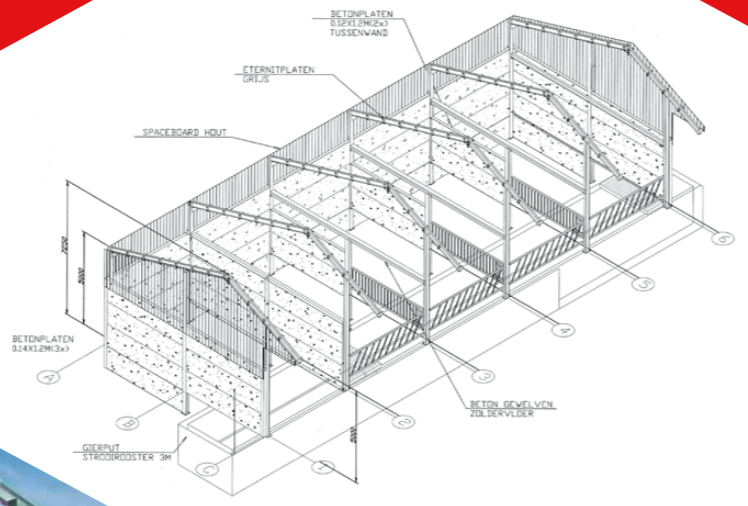 BETONPLATEN
0.12X1.2M(2x)
TUSSENWAND
ETERNITPLATEN
GRIJS
SPACEBOARD HOUT
7250
5000
BETONPLATEN
0.14X1.2M(3x)
A
B
C
GIERPUT
STROOIROOSTER 3M
1
2
3
4
5
6
5000
BETON GEWELVEN
ZOLDERVLOER